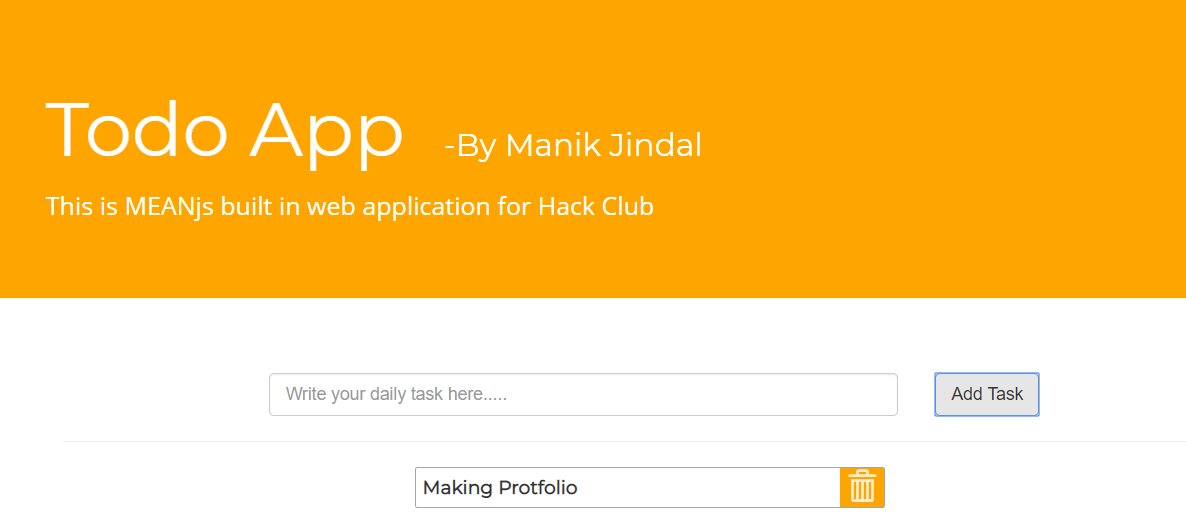 Todo App -By Manik Jindal
This is MEANjs built in web application for Hack Club
Write your daily task here.....
Add Task
Making Protfolio